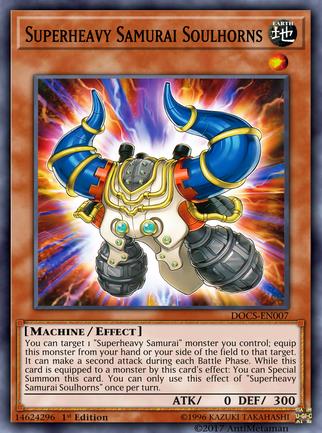 Superheavy Samurai Soulhorns
EARTH
地
DOCS-EN007
[Machine / Effect]
You can target 1 "Superheavy Samurai" monster you control; equip
this monster from your hand or your side of the field to that target.
It can make a second attack during each Battle Phase. While this
card is equipped to a monster by this card's effect: You can Special
Summon this card. You can only use this effect of "Superheavy
Samurai Soulhorns" once per turn.
ATK/ 0 DEF/ 300
14624296 1st Edition ©1996 KAZUKI TAKAHASHI
©2017 AntiMetaman